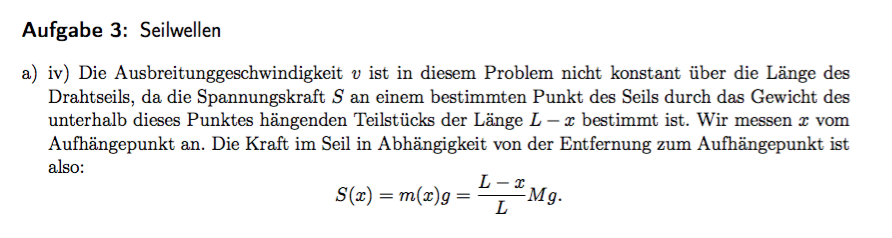 Aufgabe 3: Seilwellen
a) iv) Die Ausbreitunggeschwindigkeit v ist in diesem Problem nicht konstant über die Länge des
Drahtseils, da die Spannungskraft S an einem bestimmten Punkt des Seils durch das Gewicht des
unterhalb dieses Punktes hängenden Teilstücks der Länge L − x bestimmt ist. Wir messen x vom
Aufhängepunkt an. Die Kraft im Seil in Abhängigkeit von der Entfernung zum Aufhängepunkt ist
also:
S(x) = m(x)g = \frac{L − x}{L} Mg.